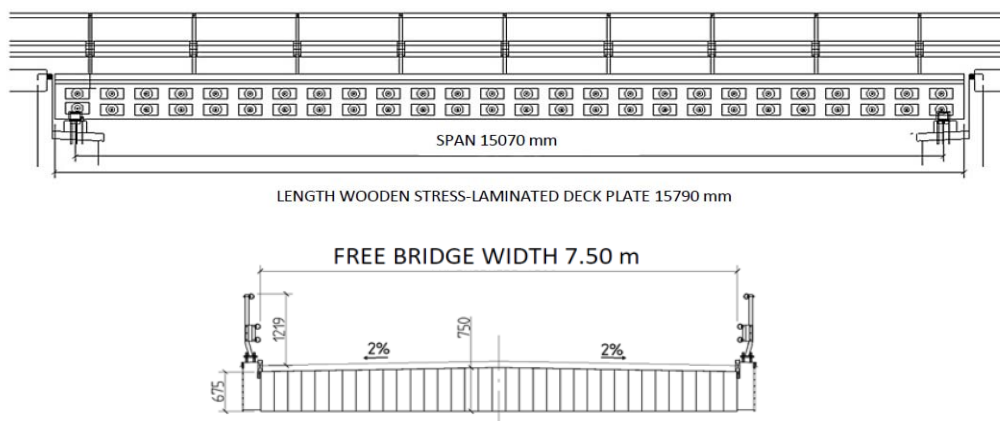 SPAN 15070 mm
LENGTH WOODEN STRESS-LAMINATED DECK PLATE 15790 mm
FREE BRIDGE WIDTH 7.50 m
1219
750
2%
2%
675